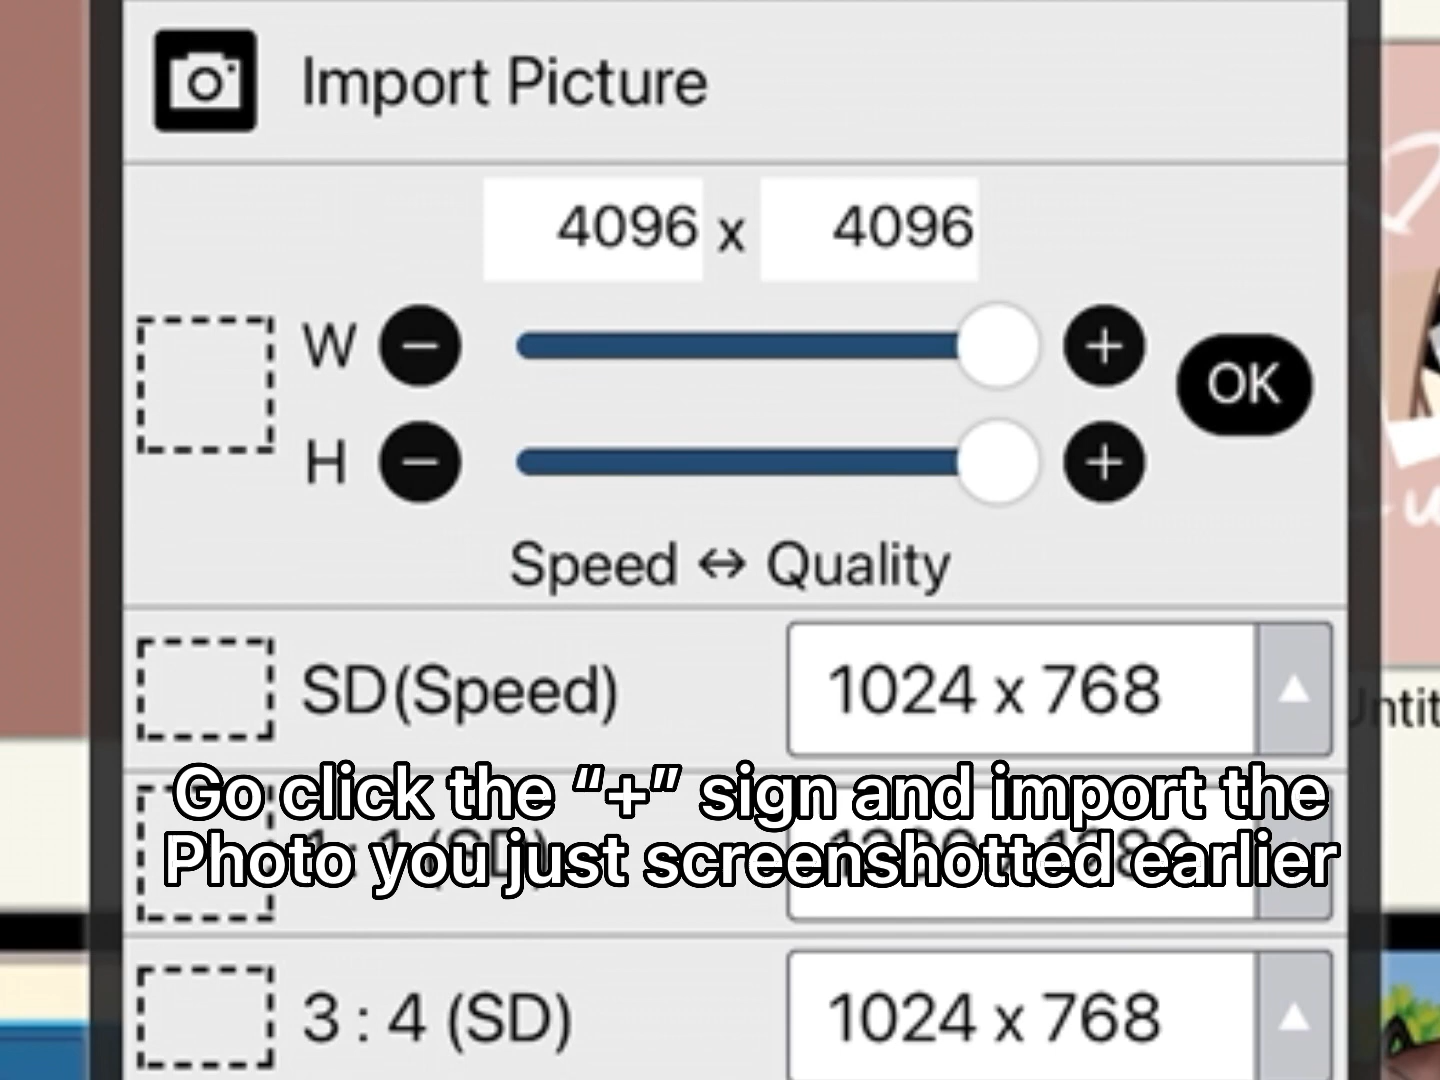 Import Picture
4096 x 4096
W
OK
H
Speed ↔ Quality
SD(Speed)
1024 x 768
Go click the “+” sign and import the
Photo you just screenshotted earlier
3 : 4 (SD)
1024 x 768